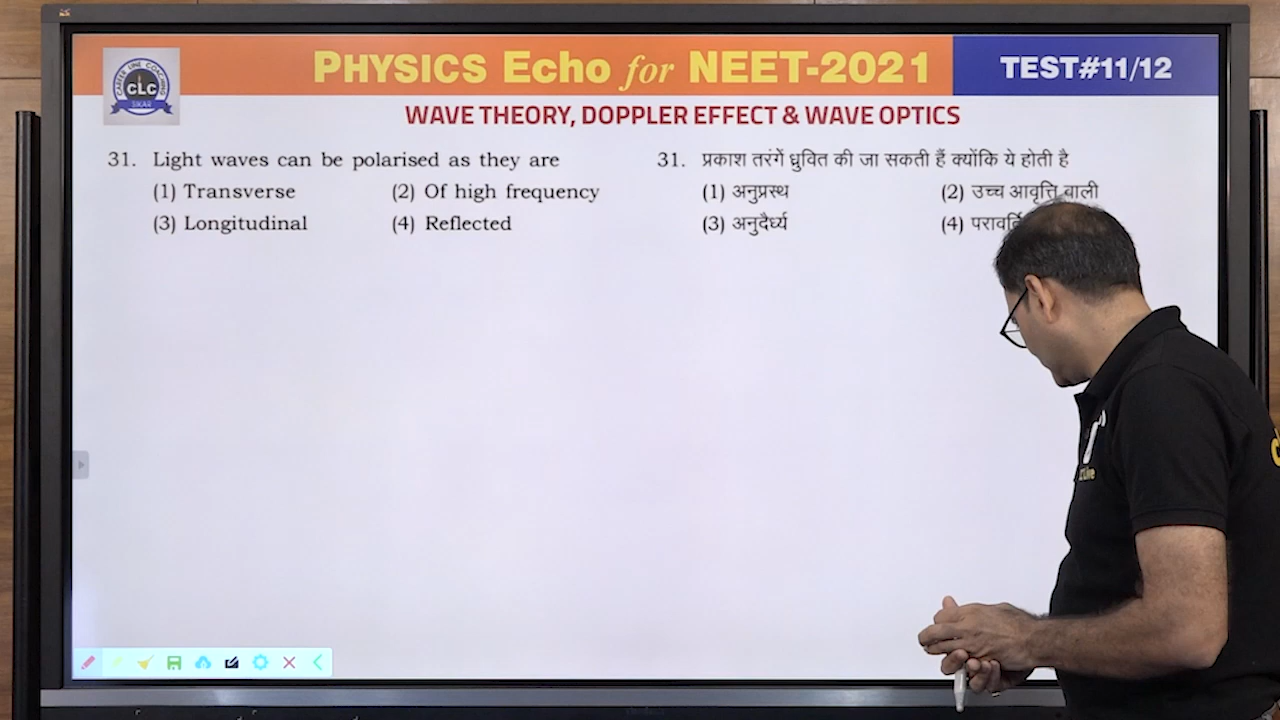 PHYSICS Echo for NEET-2021
TEST#11/12
CAREER LINE COACHING
CLC
SIKAR
WAVE THEORY, DOPPLER EFFECT & WAVE OPTICS
31. Light waves can be polarised as they are
(1) Transverse (2) Of high frequency
(3) Longitudinal (4) Reflected
31. प्रकाश तरंगें ध्रुवित की जा सकती हैं क्योंकि ये होती है
(1) अनुप्रस्थ (2) उच्च आवृत्ति वाली
(3) अनुदैर्ध्य (4)